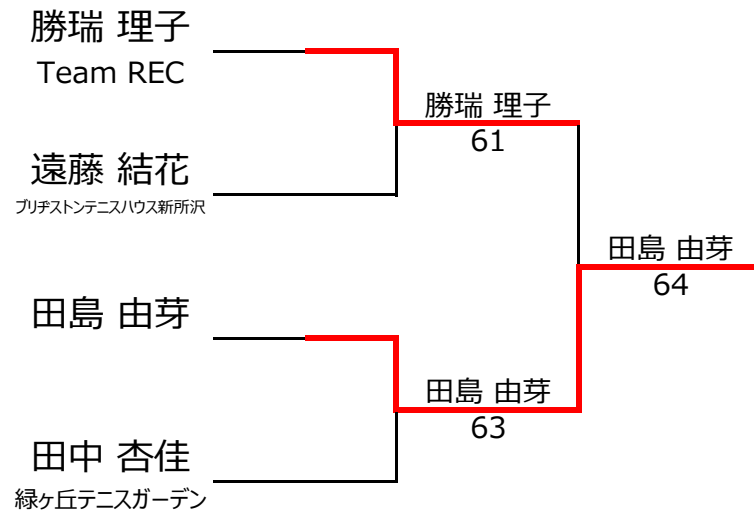 勝瑞 理子
Team REC
勝瑞 理子
61
遠藤 結花
ブリヂストンテニスハウス新所沢
田島 由芽
64
田島 由芽
田島 由芽
63
田中 杏佳
緑ヶ丘テニスガーデン